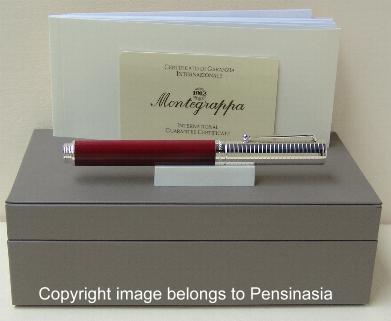 CERTIFICATO DI GARANZIA
INTERNAZIONALE
1912
Montegrappa
INTERNATIONAL
GUARANTEE CERTIFICATE
Copyright image belongs to Pensinasia